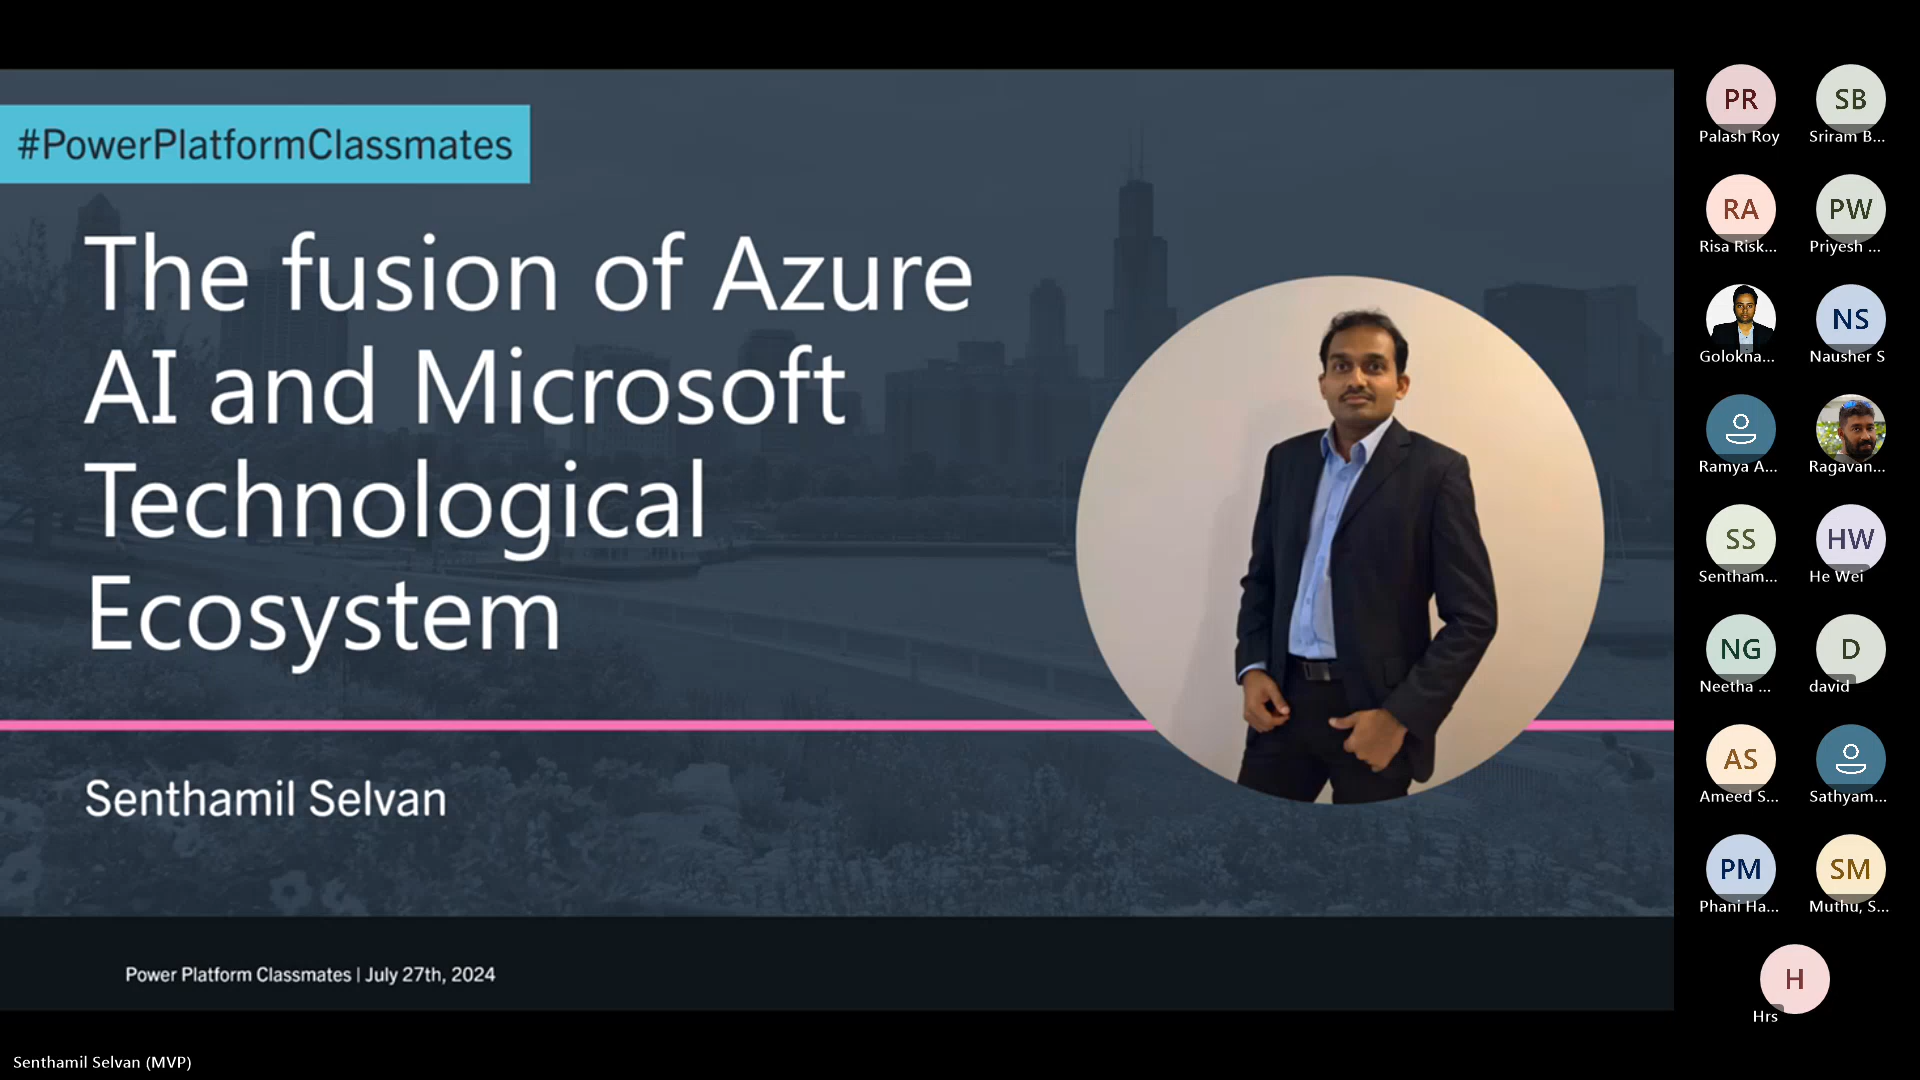 #PowerPlatformClassmates
The fusion of Azure
AI and Microsoft
Technological
Ecosystem
Senthamil Selvan
Power Platform Classmates | July 27th, 2024
Senthamil Selvan (MVP)
PR
Palash Roy
SB
Sriram B...
RA
Risa Risk...
PW
Priyesh ...
Golokna...
NS
Nausher S
Ramya A...
Ragavan...
SS
Sentham...
HW
He Wei
NG
Neetha ...
D
david
AS
Ameed S...
Sathyam...
PM
Phani Ha...
SM
Muthu, S...
H
Hrs